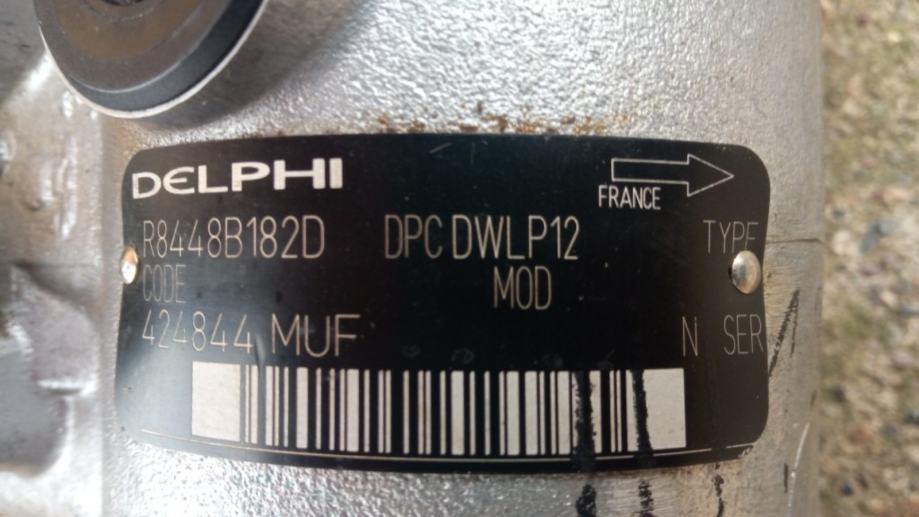 DELPHI
FRANCE
R8448B182D DPC DWLP12 TYPE
CODE MOD
424844 MUF N SER